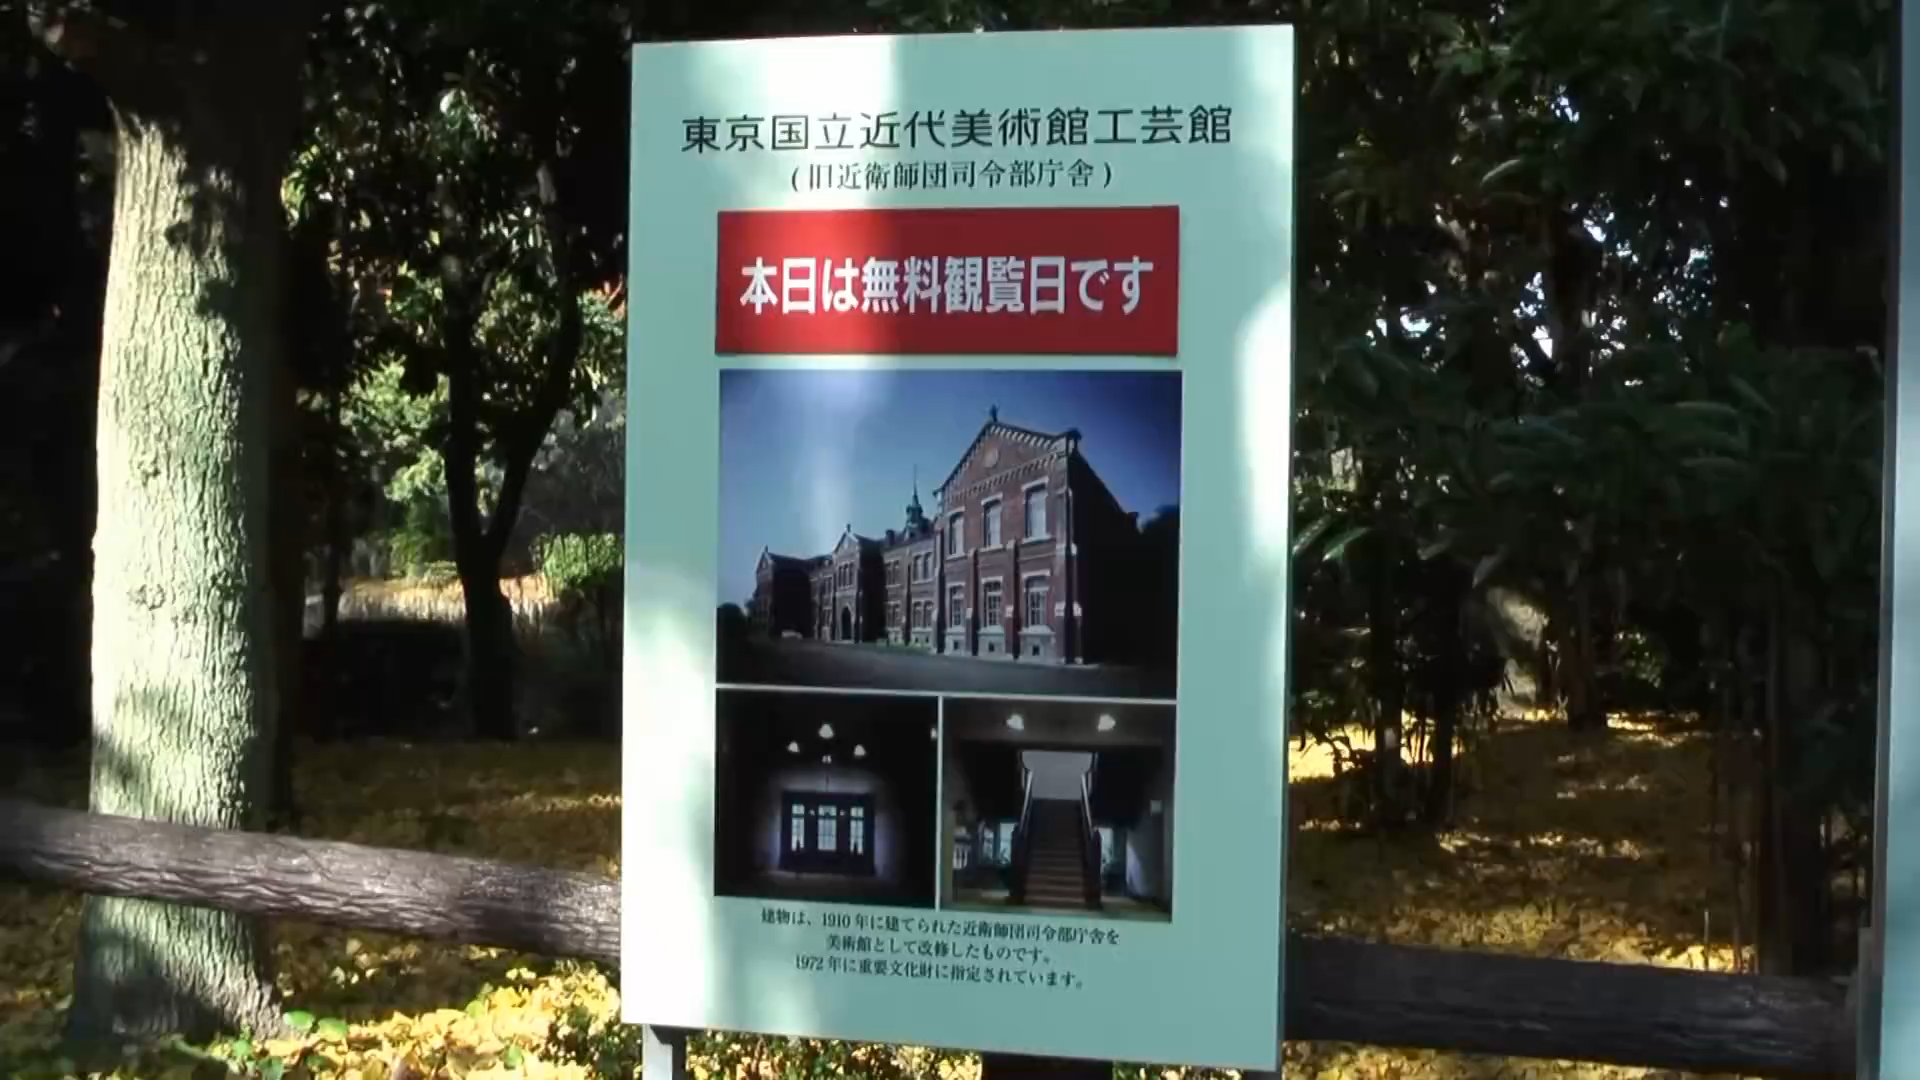 東京国立近代美術館工芸館
(旧近衛師団司令部庁舎)
本日は無料観覧日です
建物は、1910年に建てられた近衛師団司令部庁舎を
美術館として改修したものです。
1972年に重要文化財に指定されています。